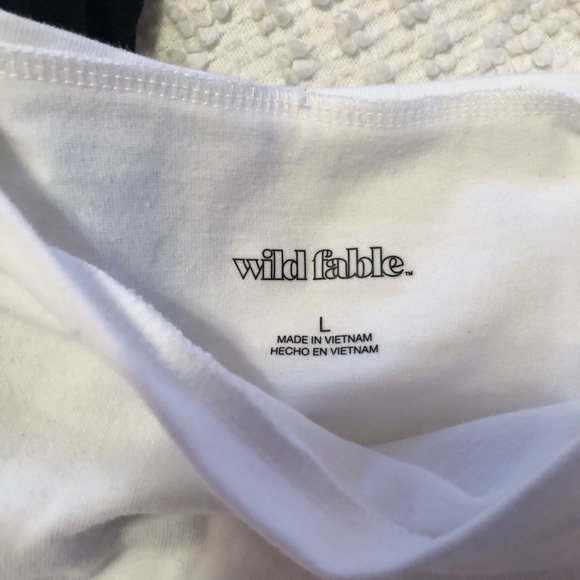 wild fable™
L
MADE IN VIETNAM
HECHO EN VIETNAM